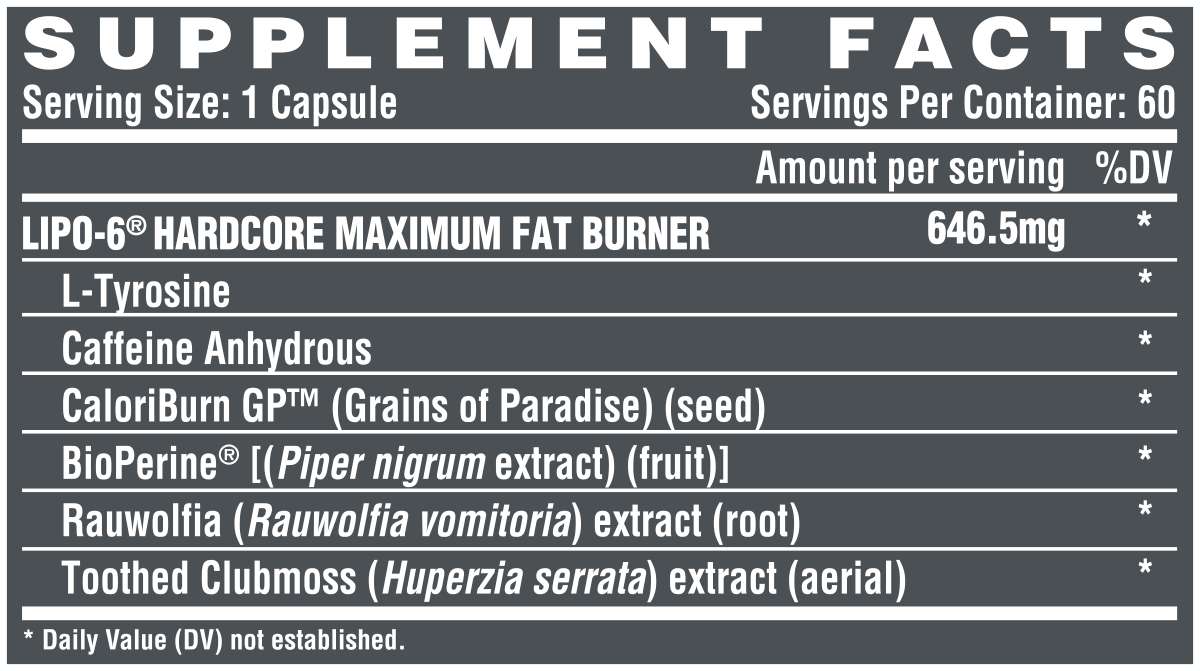 SUPPLEMENT FACTS
Serving Size: 1 Capsule Servings Per Container: 60
Amount per serving %DV
LIPO-6® HARDCORE MAXIMUM FAT BURNER 646.5mg *
L-Tyrosine *
Caffeine Anhydrous *
CaloriBurn GP™ (Grains of Paradise) (seed) *
BioPerine® [(Piper nigrum extract) (fruit)] *
Rauwolfia (Rauwolfia vomitoria) extract (root) *
Toothed Clubmoss (Huperzia serrata) extract (aerial) *
* Daily Value (DV) not established.